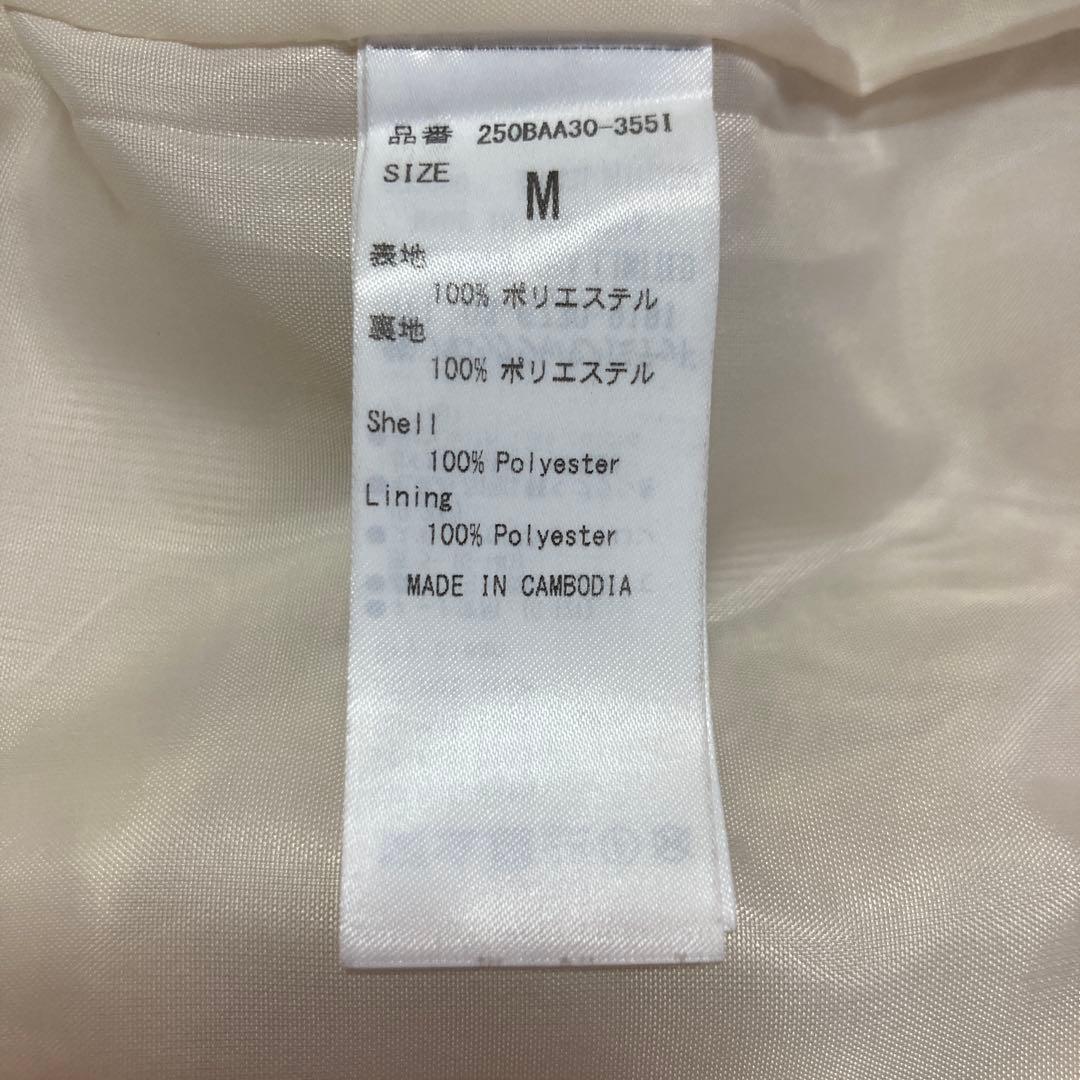 品番 250BAA30-3551
SIZE
M
表地
100% ポリエステル
裏地
100% ポリエステル
Shell
100% Polyester
Lining
100% Polyester
MADE IN CAMBODIA